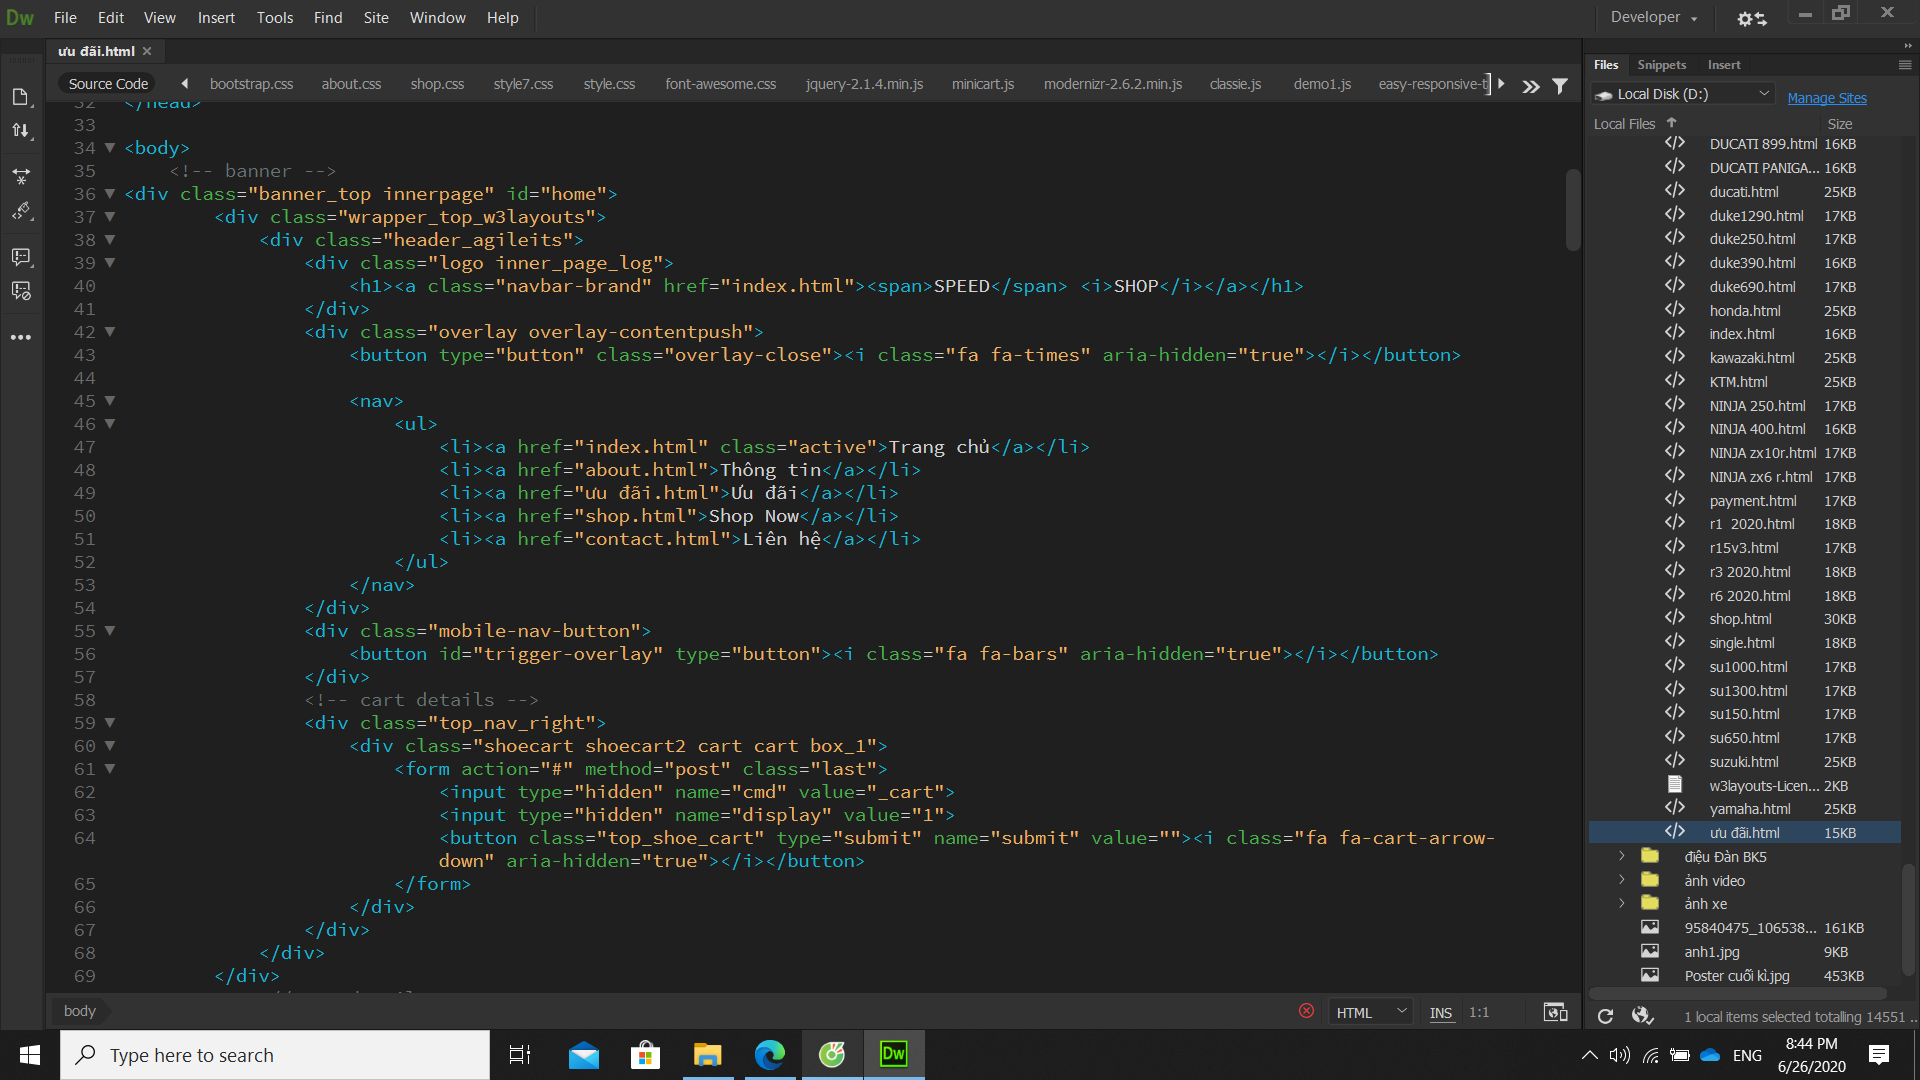 Dw File Edit View Insert Tools Find Site Window Help Developer
ưu đãi.html
Source Code bootstrap.css about.css shop.css style7.css style.css font-awesome.css jquery-2.1.4.min.js minicart.js modernizr-2.6.2.min.js classie.js demo1.js easy-responsive-t
32 </head>
33
34 <body>
35 <!-- banner -->
36 <div class="banner_top innerpage" id="home">
37 <div class="wrapper_top_w3layouts">
38 <div class="header_agileits">
39 <div class="logo inner_page_log">
40 <h1><a class="navbar-brand" href="index.html"><span>SPEED</span> <i>SHOP</i></a></h1>
41 </div>
42 <div class="overlay overlay-contentpush">
43 <button type="button" class="overlay-close"><i class="fa fa-times" aria-hidden="true"></i></button>
44
45 <nav>
46 <ul>
47 <li><a href="index.html" class="active">Trang chủ</a></li>
48 <li><a href="about.html">Thông tin</a></li>
49 <li><a href="ưu đãi.html">Ưu đãi</a></li>
50 <li><a href="shop.html">Shop Now</a></li>
51 <li><a href="contact.html">Liên hệ</a></li>
52 </ul>
53 </nav>
54 </div>
55 <div class="mobile-nav-button">
56 <button id="trigger-overlay" type="button"><i class="fa fa-bars" aria-hidden="true"></i></button>
57 </div>
58 <!-- cart details -->
59 <div class="top_nav_right">
60 <div class="shoecart shoecart2 cart cart box_1">
61 <form action="#" method="post" class="last">
62 <input type="hidden" name="cmd" value="_cart">
63 <input type="hidden" name="display" value="1">
64 <button class="top_shoe_cart" type="submit" name="submit" value=""><i class="fa fa-cart-arrow-
down" aria-hidden="true"></i></button>
65 </form>
66 </div>
67 </div>
68 </div>
69 </div>
body HTML INS 1:1
Files Snippets Insert
Local Disk (D:) Manage Sites
Local Files Size
DUCATI 899.html 16KB
DUCATI PANIGA... 16KB
ducati.html 25KB
duke1290.html 17KB
duke250.html 17KB
duke390.html 16KB
duke690.html 17KB
honda.html 25KB
index.html 16KB
kawazaki.html 25KB
KTM.html 25KB
NINJA 250.html 17KB
NINJA 400.html 16KB
NINJA zx10r.html 17KB
NINJA zx6 r.html 17KB
payment.html 17KB
r1 2020.html 18KB
r15v3.html 17KB
r3 2020.html 18KB
r6 2020.html 18KB
shop.html 30KB
single.html 18KB
su1000.html 17KB
su1300.html 17KB
su150.html 17KB
su650.html 17KB
suzuki.html 25KB
w3layouts-Licen... 2KB
yamaha.html 25KB
ưu đãi.html 15KB
điệu Đàn BK5
ảnh video
ảnh xe
95840475_106538... 161KB
anh1.jpg 9KB
Poster cuối kì.jpg 453KB
1 local items selected totalling 14551 ..
Type here to search
Dw
ENG
8:44 PM
6/26/2020